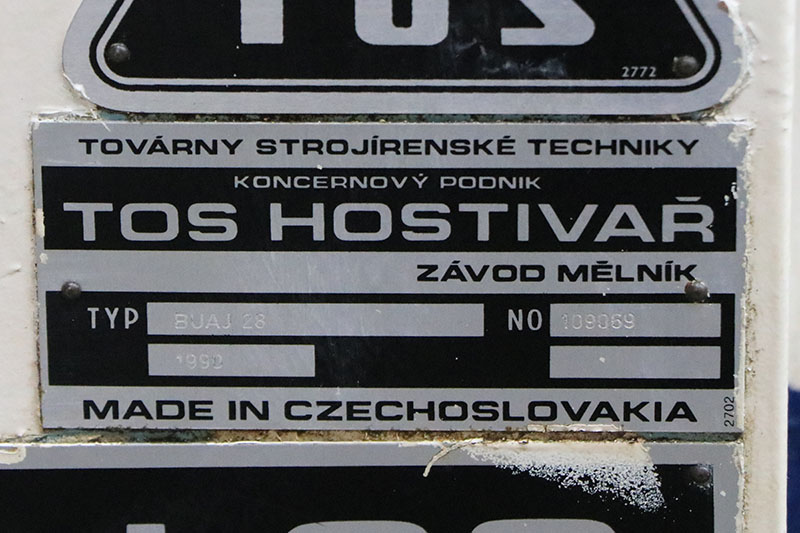 TOS
2772
TOVÁRNY STROJÍRENSKÉ TECHNIKY
KONCERNOVÝ PODNIK
TOS HOSTIVAŘ
ZÁVOD MĚLNÍK
TYP BUAJ 28 NO 109069
MADE IN CZECHOSLOVAKIA
2702